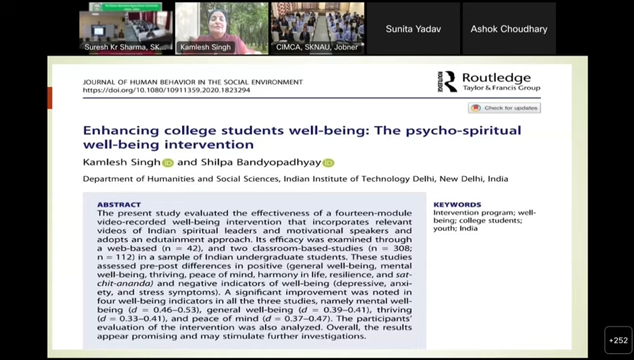 Suresh Kr Sharma, SK...
Kamlesh Singh
CIMCA, SKNAU, Jobner
Sunita Yadav
Ashok Choudhary
JOURNAL OF HUMAN BEHAVIOR IN THE SOCIAL ENVIRONMENT
https://doi.org/10.1080/10911359.2020.1823294
ROUTLEDGE
Routledge
Taylor & Francis Group
Check for updates
Enhancing college students well-being: The psycho-spiritual
well-being intervention
Kamlesh Singh iD and Shilpa Bandyopadhyay iD
Department of Humanities and Social Sciences, Indian Institute of Technology Delhi, New Delhi, India
ABSTRACT
The present study evaluated the effectiveness of a fourteen-module
video-recorded well-being intervention that incorporates relevant
videos of Indian spiritual leaders and motivational speakers and
adopts an edutainment approach. Its efficacy was examined through
a web-based (n = 42), and two classroom-based-studies (n = 308;
n = 112) in a sample of Indian undergraduate students. These studies
assessed pre-post differences in positive (general well-being, mental
well-being, thriving, peace of mind, harmony in life, resilience, and sat-
chit-ananda) and negative indicators of well-being (depressive, anxi-
ety, and stress symptoms). A significant improvement was noted in
four well-being indicators in all the three studies, namely mental well-
being (d = 0.46–0.53), general well-being (d = 0.39–0.41), thriving
(d = 0.33–0.41), and peace of mind (d = 0.37–0.47). The participants'
evaluation of the intervention was also analyzed. Overall, the results
appear promising and may stimulate further investigations.
KEYWORDS
Intervention program; well-
being; college students;
youth; India
+252